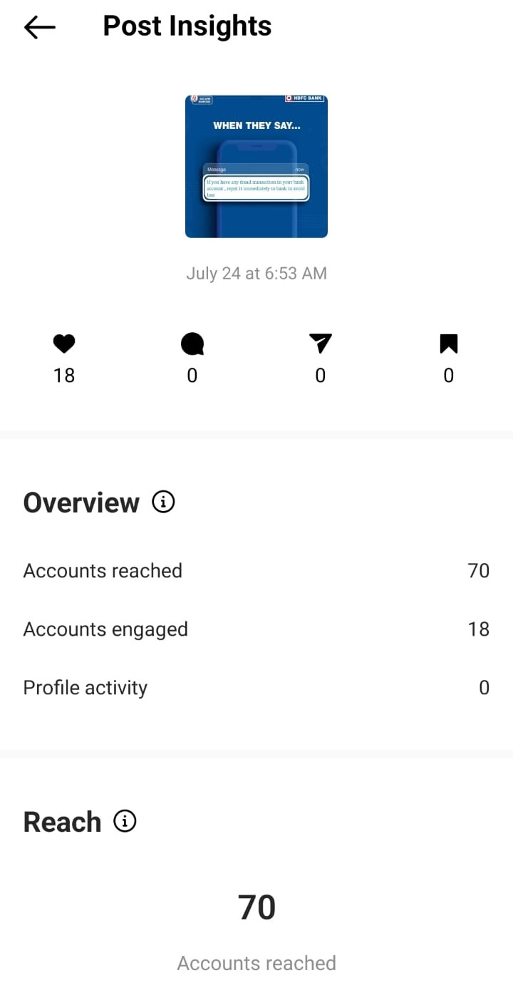 Post Insights
HDFC BANK
WHEN THEY SAY...
Message now
If you have any fraud transaction in your bank
account , repot it immediately to bank to avoid
loss
July 24 at 6:53 AM
18 0 0 0
Overview
Accounts reached 70
Accounts engaged 18
Profile activity 0
Reach
70
Accounts reached